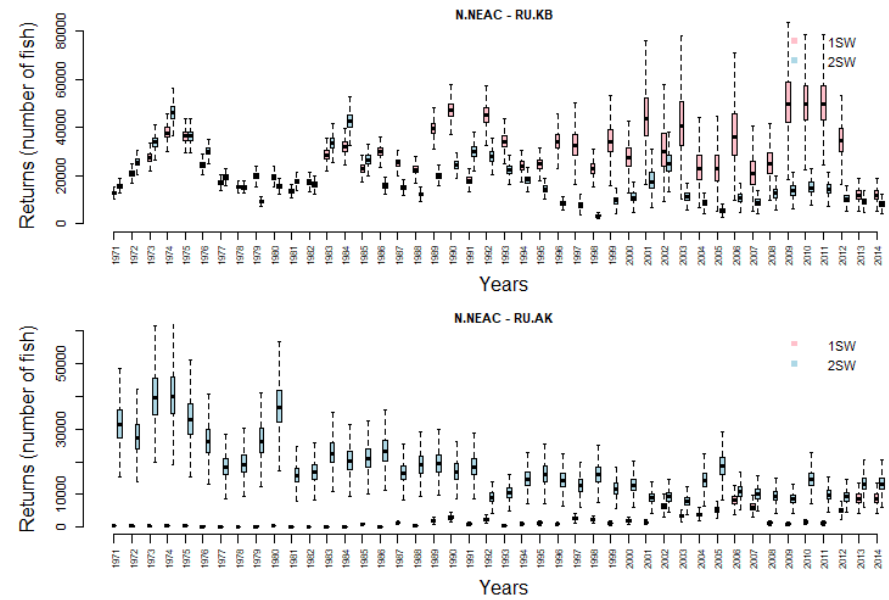 N.NEAC - RU.KB
Returns (number of fish)
80000
60000
40000
20000
0
1SW
2SW
1971 1972 1973 1974 1975 1976 1977 1978 1979 1980 1981 1982 1983 1984 1985 1986 1987 1988 1989 1990 1991 1992 1993 1994 1995 1996 1997 1998 1999 2000 2001 2002 2003 2004 2005 2006 2007 2008 2009 2010 2011 2012 2013 2014
Years
N.NEAC - RU.AK
Returns (number of fish)
50000
30000
10000
0
1SW
2SW
1971 1972 1973 1974 1975 1976 1977 1978 1979 1980 1981 1982 1983 1984 1985 1986 1987 1988 1989 1990 1991 1992 1993 1994 1995 1996 1997 1998 1999 2000 2001 2002 2003 2004 2005 2006 2007 2008 2009 2010 2011 2012 2013 2014
Years